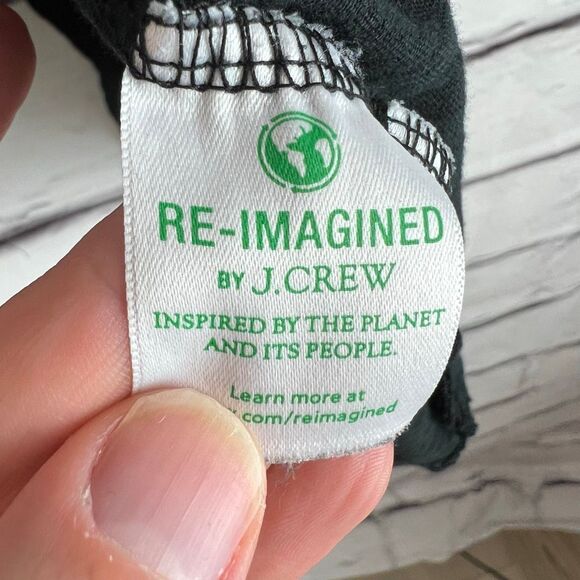 RE-IMAGINED
BY J.CREW
INSPIRED BY THE PLANET
AND ITS PEOPLE.
Learn more at
.com/reimagined